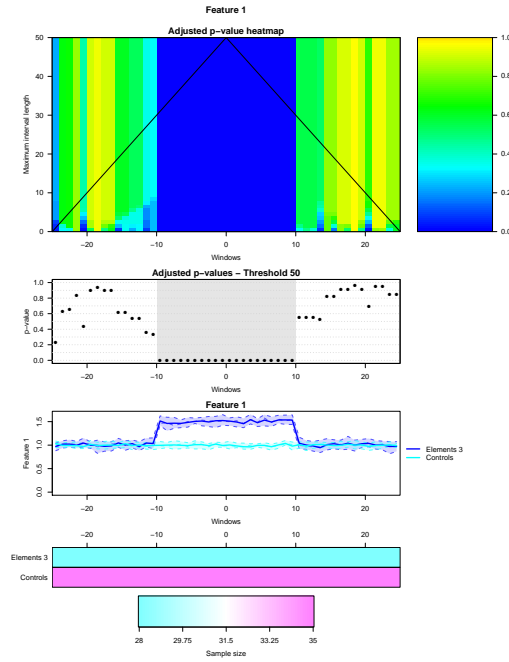 Feature 1
Adjusted p−value heatmap
50
40
30
20
10
0
Maximum interval length
−20 −10 0 10 20
Windows
1.0
0.8
0.6
0.4
0.2
0.0
Adjusted p−values − Threshold 50
1.0
0.8
0.6
0.4
0.2
0.0
p−value
−20 −10 0 10 20
Windows
Feature 1
1.5
1.0
0.5
0.0
Feature 1
Elements 3
Controls
−20 −10 0 10 20
Windows
−20 −10 0 10 20
Elements 3
Controls
28 29.75 31.5 33.25 35
Sample size